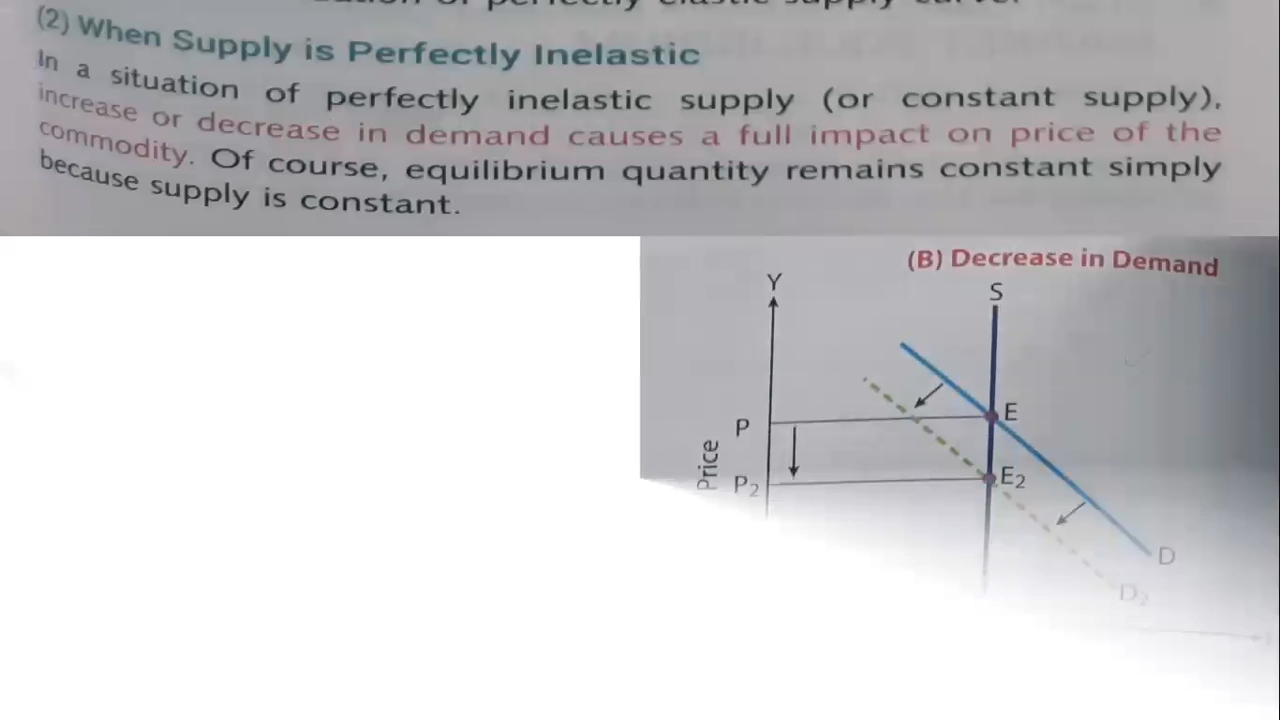 (2) When Supply is Perfectly Inelastic
In a situation of perfectly inelastic supply (or constant supply),
increase or decrease in demand causes a full impact on price of the
commodity. Of course, equilibrium quantity remains constant simply
because supply is constant.
(B) Decrease in Demand
Y
S
E
P
Price
P2
E2
D
D2